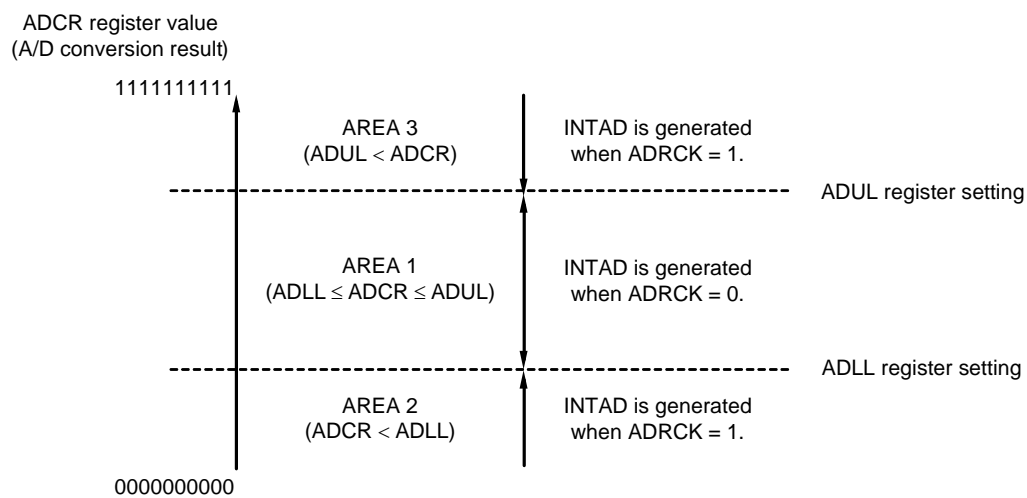 ADCR register value
(A/D conversion result)
1111111111
AREA 3
(ADUL < ADCR)
INTAD is generated
when ADRCK = 1.
ADUL register setting
AREA 1
(ADLL ≤ ADCR ≤ ADUL)
INTAD is generated
when ADRCK = 0.
ADLL register setting
AREA 2
(ADCR < ADLL)
INTAD is generated
when ADRCK = 1.
0000000000